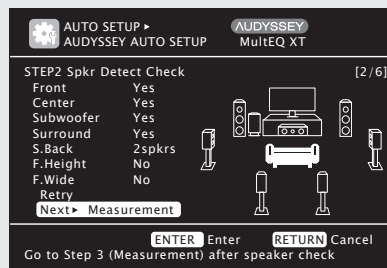 AUTO SETUP ▸
AUDYSSEY AUTO SETUP
AUDYSSEY
MultEQ XT
STEP2 Spkr Detect Check [2/6]
Front Yes
Center Yes
Subwoofer Yes
Surround Yes
S.Back 2spkrs
F.Height No
F.Wide No
Retry
Next▸ Measurement
ENTER Enter RETURN Cancel
Go to Step 3 (Measurement) after speaker check